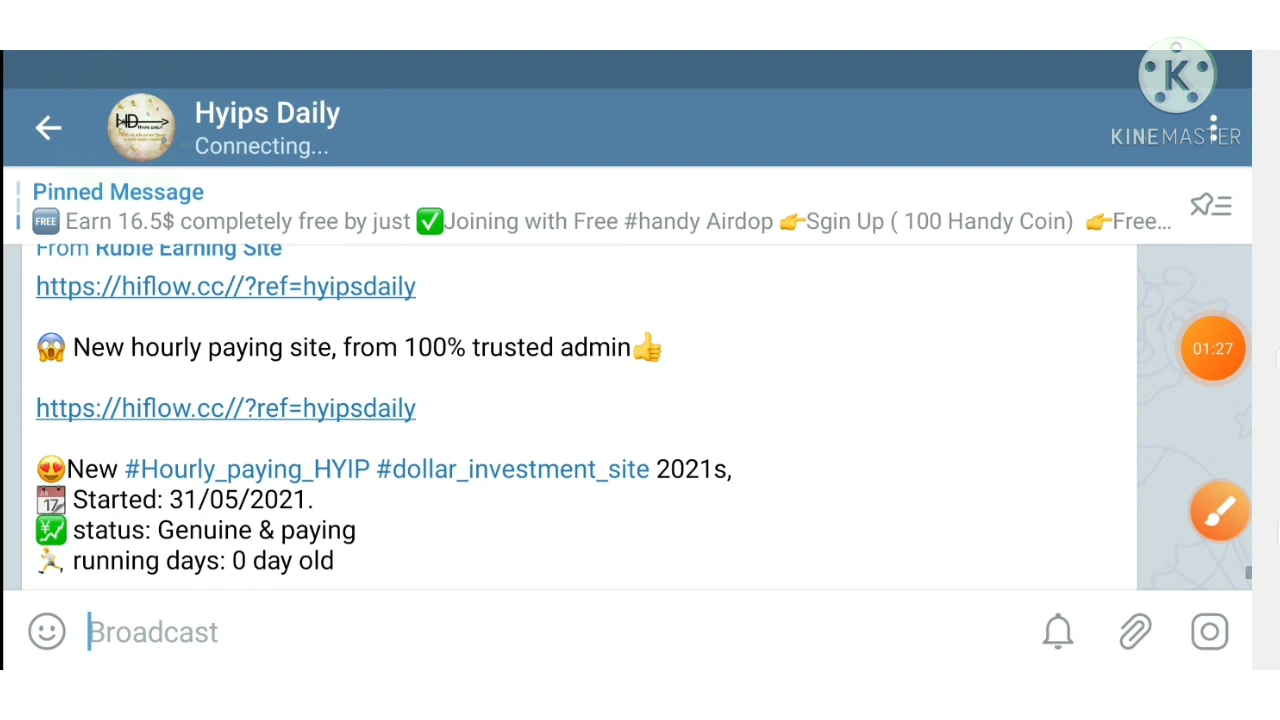 Hyips Daily
Connecting...
K
KINEMASTER
Pinned Message
FREE Earn 16.5$ completely free by just ✅Joining with Free #handy Airdop 👉Sgin Up ( 100 Handy Coin) 👉Free...
From Rubie Earning Site
https://hiflow.cc//?ref=hyipsdaily
😱 New hourly paying site, from 100% trusted admin👍
01:27
https://hiflow.cc//?ref=hyipsdaily
😍New #Hourly_paying_HYIP #dollar_investment_site 2021s,
📅 Started: 31/05/2021.
💹 status: Genuine & paying
🏃 running days: 0 day old
Broadcast